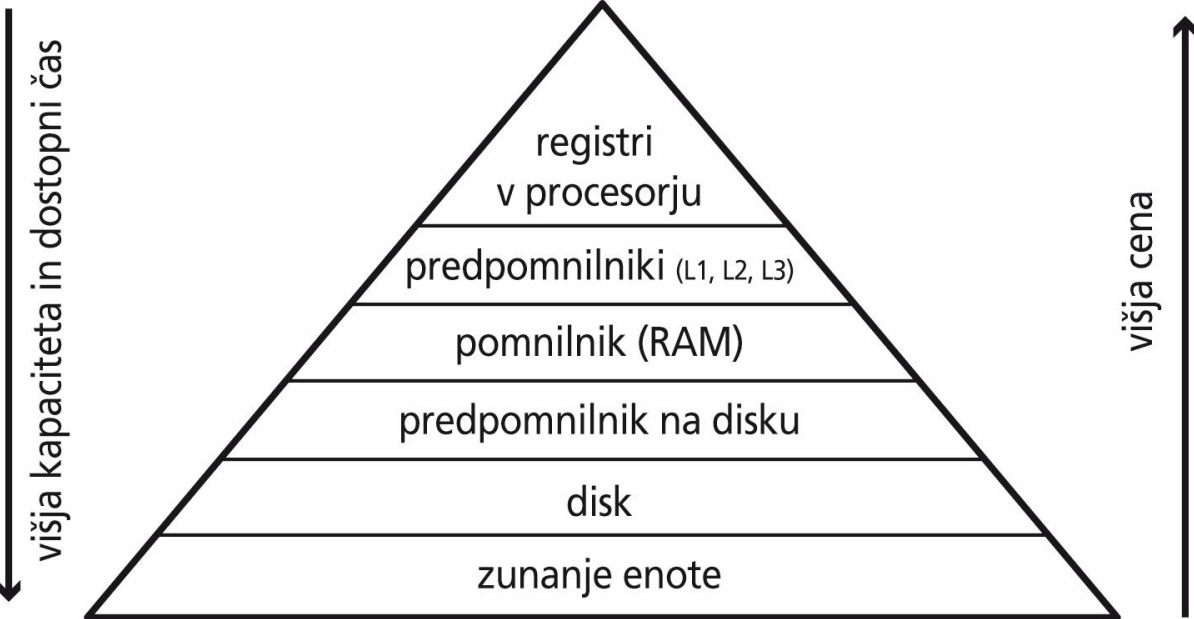 višja kapaciteta in dostopni čas
registri
v procesorju
predpomnilniki (L1, L2, L3)
pomnilnik (RAM)
predpomnilnik na disku
disk
zunanje enote
višja cena